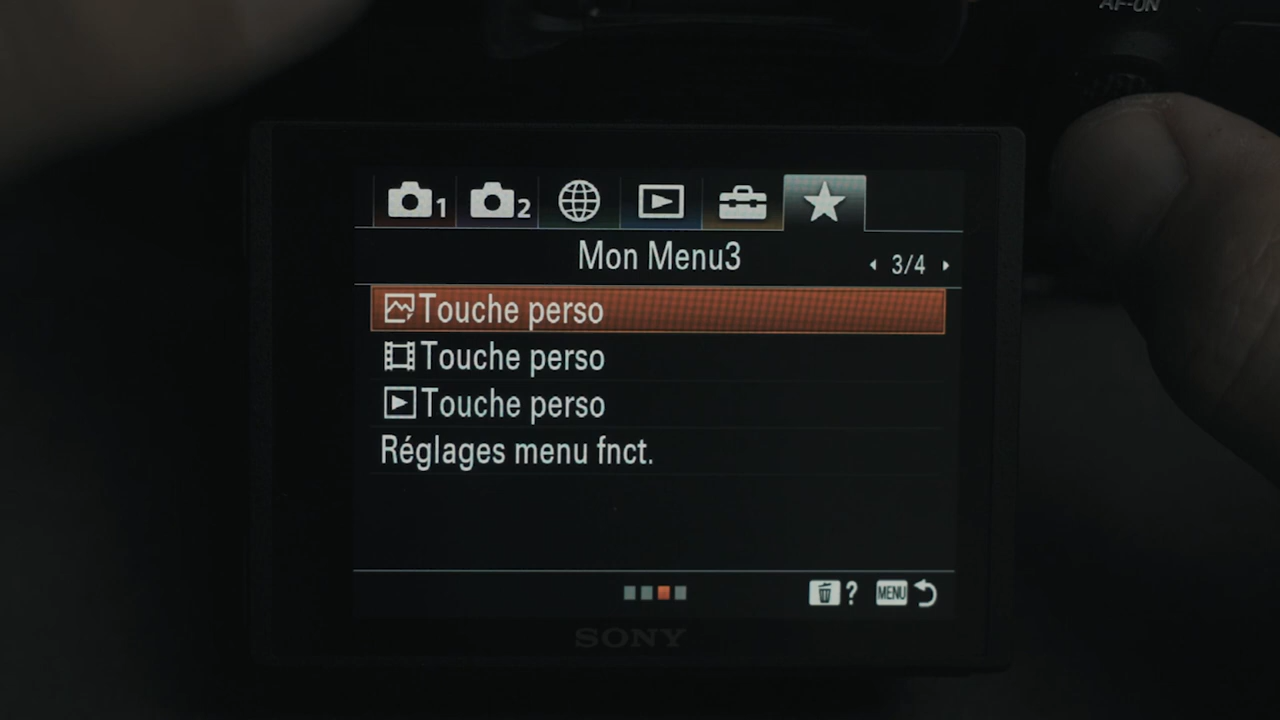 AF-ON
1
2
Mon Menu3
3/4
Touche perso
Touche perso
Touche perso
Réglages menu fnct.
? MENU
SONY